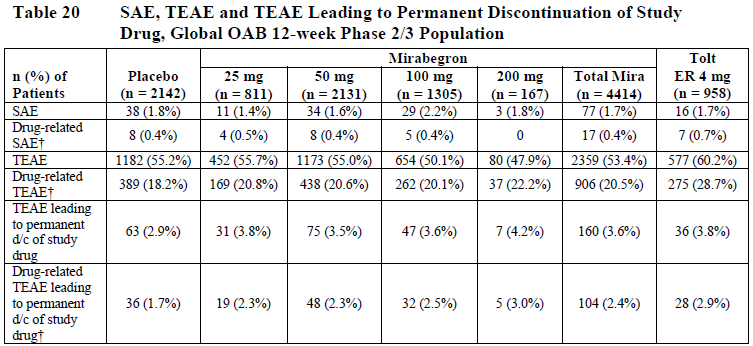 Table 20 SAE, TEAE and TEAE Leading to Permanent Discontinuation of Study
Drug, Global OAB 12-week Phase 2/3 Population
n (%) of Patients Placebo (n = 2142) Mirabegron Tolt ER 4 mg (n = 958)
25 mg (n = 811) 50 mg (n = 2131) 100 mg (n = 1305) 200 mg (n = 167) Total Mira (n = 4414)
SAE 38 (1.8%) 11 (1.4%) 34 (1.6%) 29 (2.2%) 3 (1.8%) 77 (1.7%) 16 (1.7%)
Drug-related SAE† 8 (0.4%) 4 (0.5%) 8 (0.4%) 5 (0.4%) 0 17 (0.4%) 7 (0.7%)
TEAE 1182 (55.2%) 452 (55.7%) 1173 (55.0%) 654 (50.1%) 80 (47.9%) 2359 (53.4%) 577 (60.2%)
Drug-related TEAE† 389 (18.2%) 169 (20.8%) 438 (20.6%) 262 (20.1%) 37 (22.2%) 906 (20.5%) 275 (28.7%)
TEAE leading to permanent d/c of study drug 63 (2.9%) 31 (3.8%) 75 (3.5%) 47 (3.6%) 7 (4.2%) 160 (3.6%) 36 (3.8%)
Drug-related TEAE leading to permanent d/c of study drug† 36 (1.7%) 19 (2.3%) 48 (2.3%) 32 (2.5%) 5 (3.0%) 104 (2.4%) 28 (2.9%)